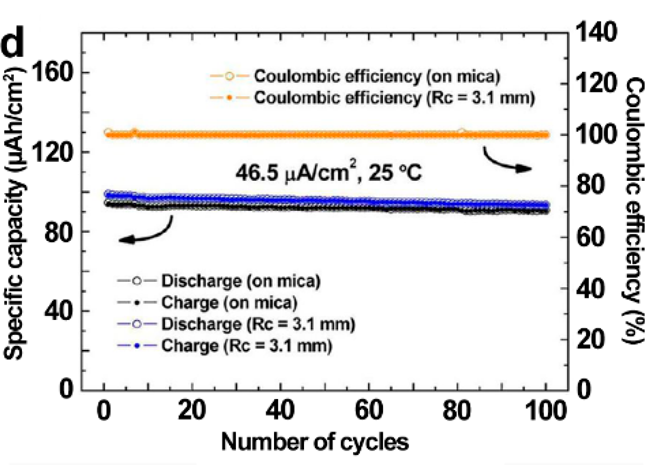 d
Specific capacity (μAh/cm²)
160
120
80
40
0
140
120
100
80
60
40
20
0
Coulombic efficiency (%)
Coulombic efficiency (on mica)
Coulombic efficiency (Rc = 3.1 mm)
46.5 μA/cm², 25 °C
Discharge (on mica)
Charge (on mica)
Discharge (Rc = 3.1 mm)
Charge (Rc = 3.1 mm)
0 20 40 60 80 100
Number of cycles